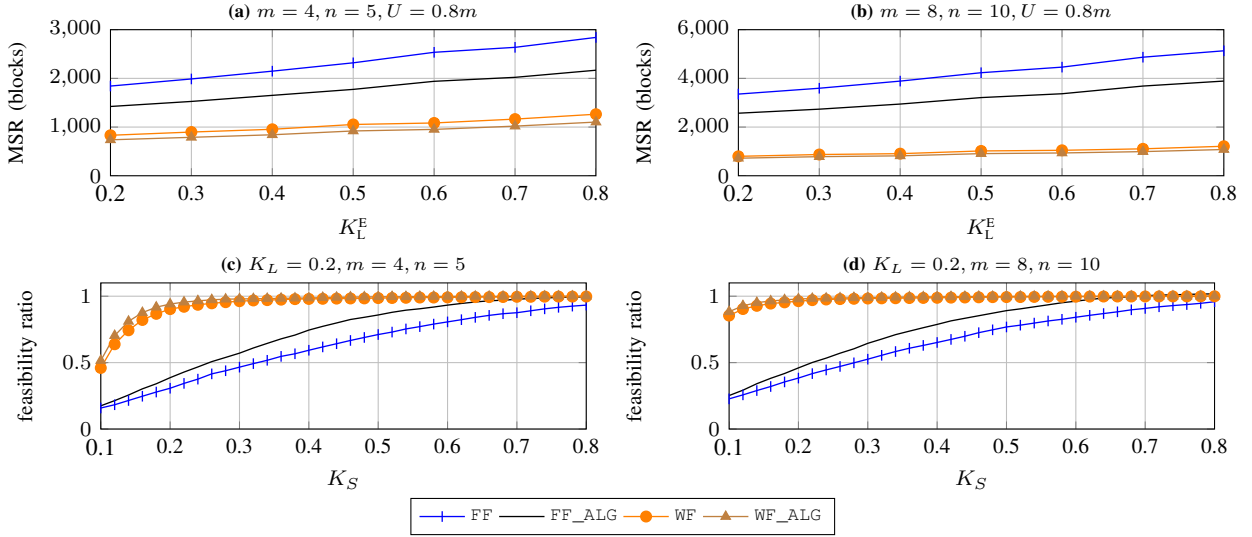 (a) m = 4, n = 5, U = 0.8m
3,000
2,000
1,000
0
MSR (blocks)
0.2 0.3 0.4 0.5 0.6 0.7 0.8
K_L^E
(b) m = 8, n = 10, U = 0.8m
6,000
4,000
2,000
0
MSR (blocks)
0.2 0.3 0.4 0.5 0.6 0.7 0.8
K_L^E
(c) K_L = 0.2, m = 4, n = 5
1
0.5
0
feasibility ratio
0.1 0.2 0.3 0.4 0.5 0.6 0.7 0.8
K_S
(d) K_L = 0.2, m = 8, n = 10
1
0.5
0
feasibility ratio
0.1 0.2 0.3 0.4 0.5 0.6 0.7 0.8
K_S
FF FF_ALG WF WF_ALG